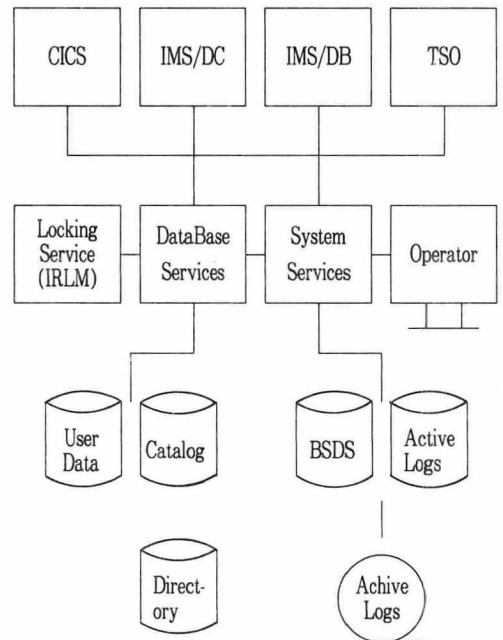 CICS
IMS/DC
IMS/DB
TSO
Locking
Service
(IRLM)
DataBase
Services
System
Services
Operator
User
Data
Catalog
BSDS
Active
Logs
Direct-
ory
Achive
Logs